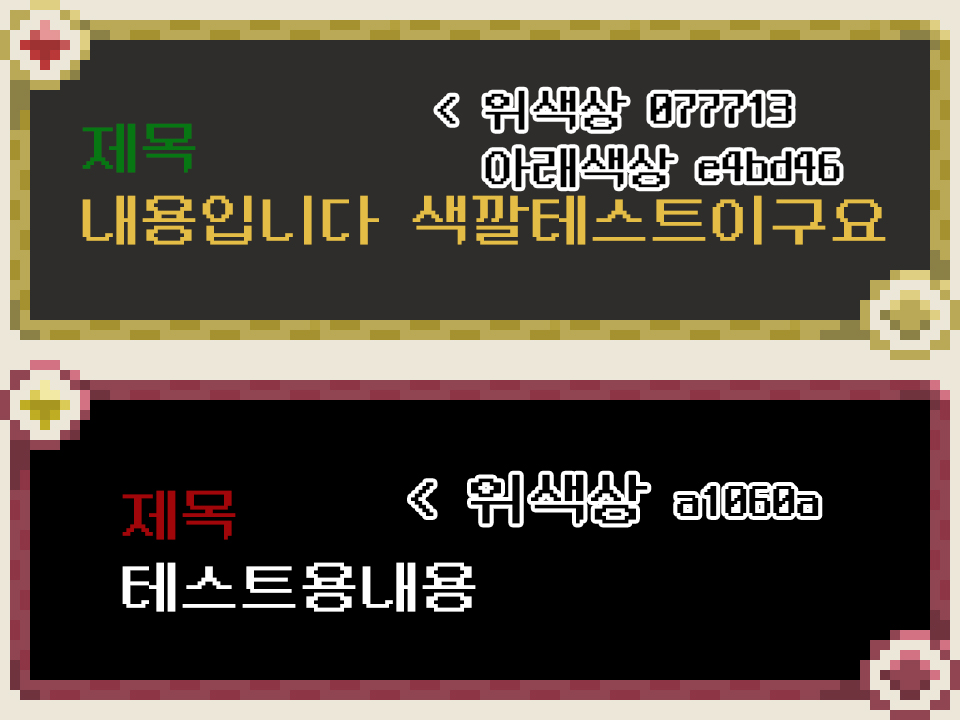 < 위색상 077713
제목
아래색상 e4bd46
내용입니다 색깔테스트이구요
< 위색상 a1060a
제목
테스트용내용